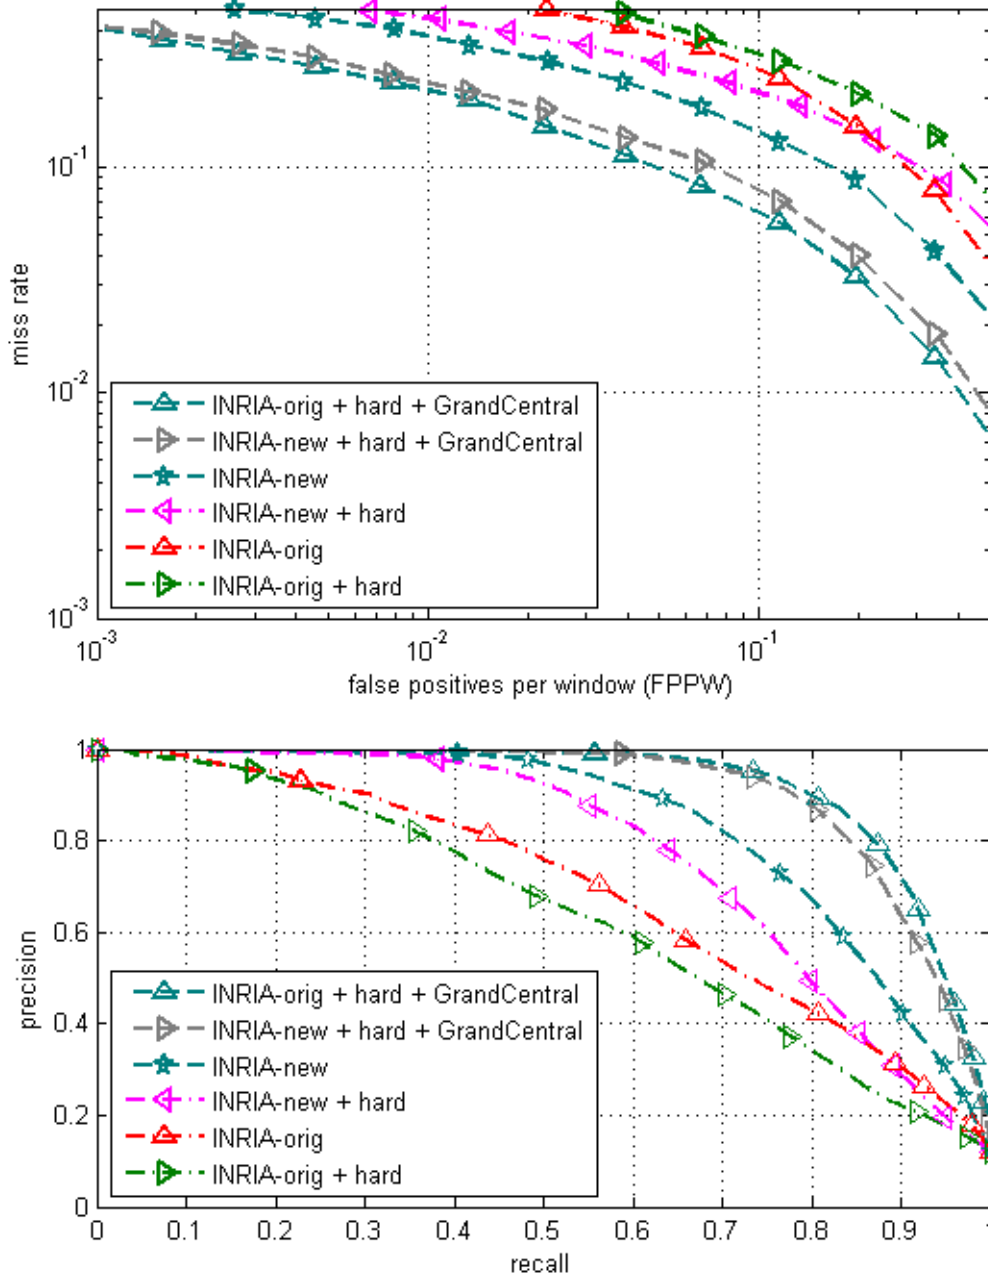 10^-1
10^-2
10^-3
miss rate
INRIA-orig + hard + GrandCentral
INRIA-new + hard + GrandCentral
INRIA-new
INRIA-new + hard
INRIA-orig
INRIA-orig + hard
10^-3 10^-2 10^-1
false positives per window (FPPW)
1
0.8
0.6
0.4
0.2
0
precision
INRIA-orig + hard + GrandCentral
INRIA-new + hard + GrandCentral
INRIA-new
INRIA-new + hard
INRIA-orig
INRIA-orig + hard
0 0.1 0.2 0.3 0.4 0.5 0.6 0.7 0.8 0.9 1
recall